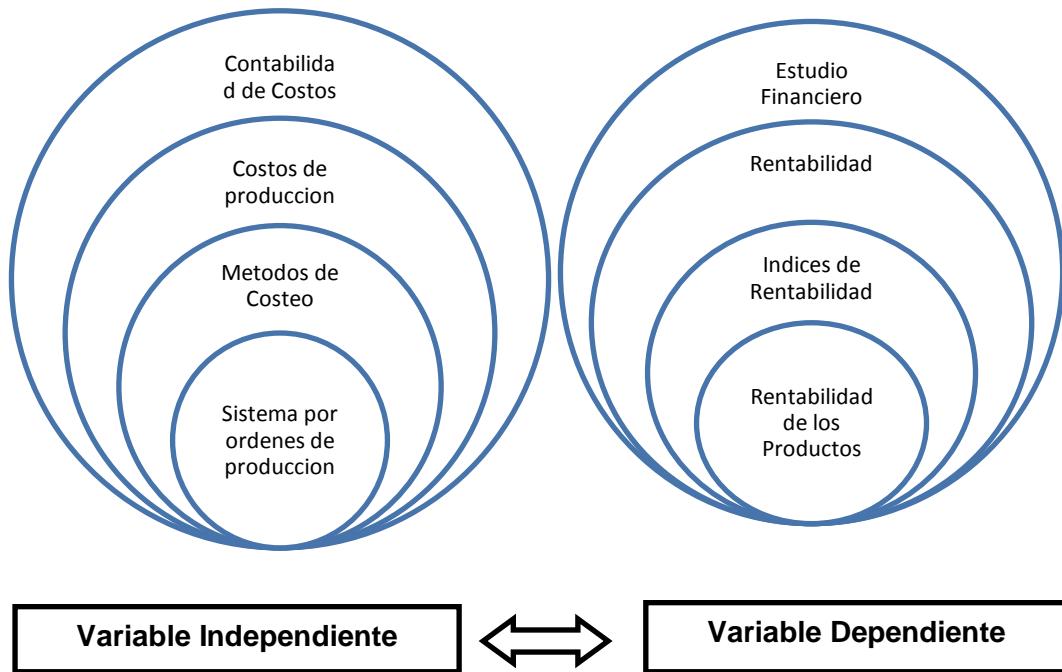 Contabilida
d de Costos
Costos de
produccion
Metodos de
Costeo
Sistema por
ordenes de
produccion
Estudio
Financiero
Rentabilidad
Indices de
Rentabilidad
Rentabilidad
de los
Productos
Variable Independiente
Variable Dependiente